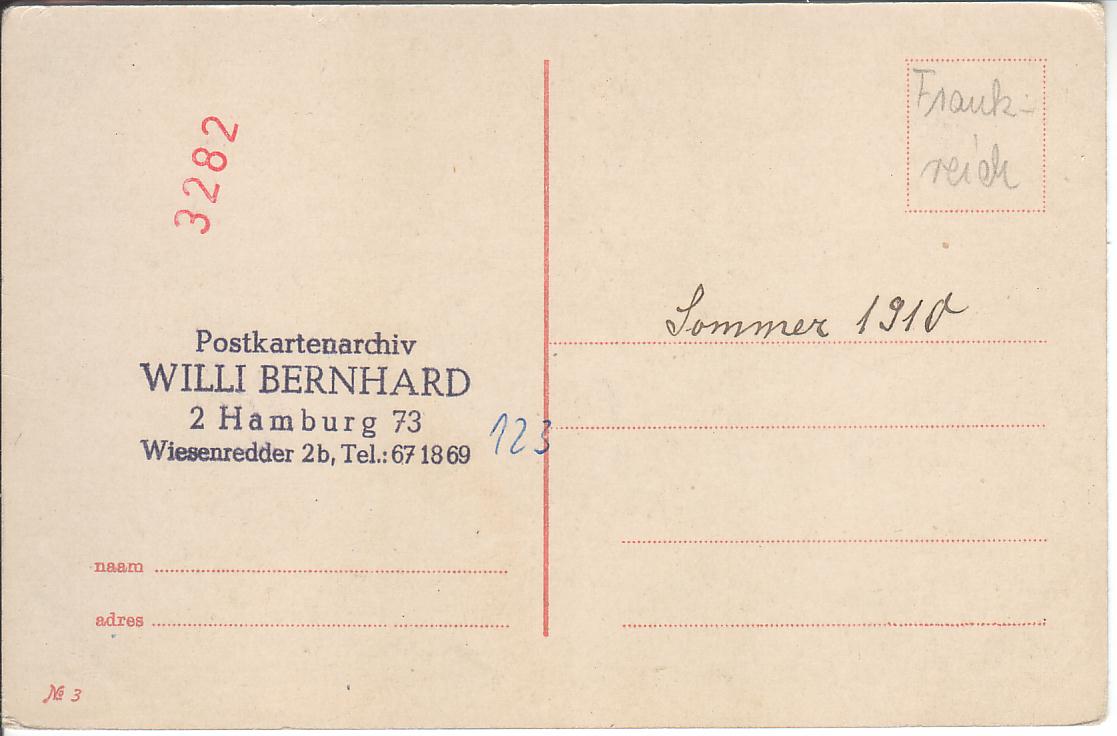 3282
Frank-
reich
Sommer 1910
Postkartenarchiv
WILLI BERNHARD
2 Hamburg 73
Wiesenredder 2b, Tel.: 67 18 69
123
naam
adres
№ 3